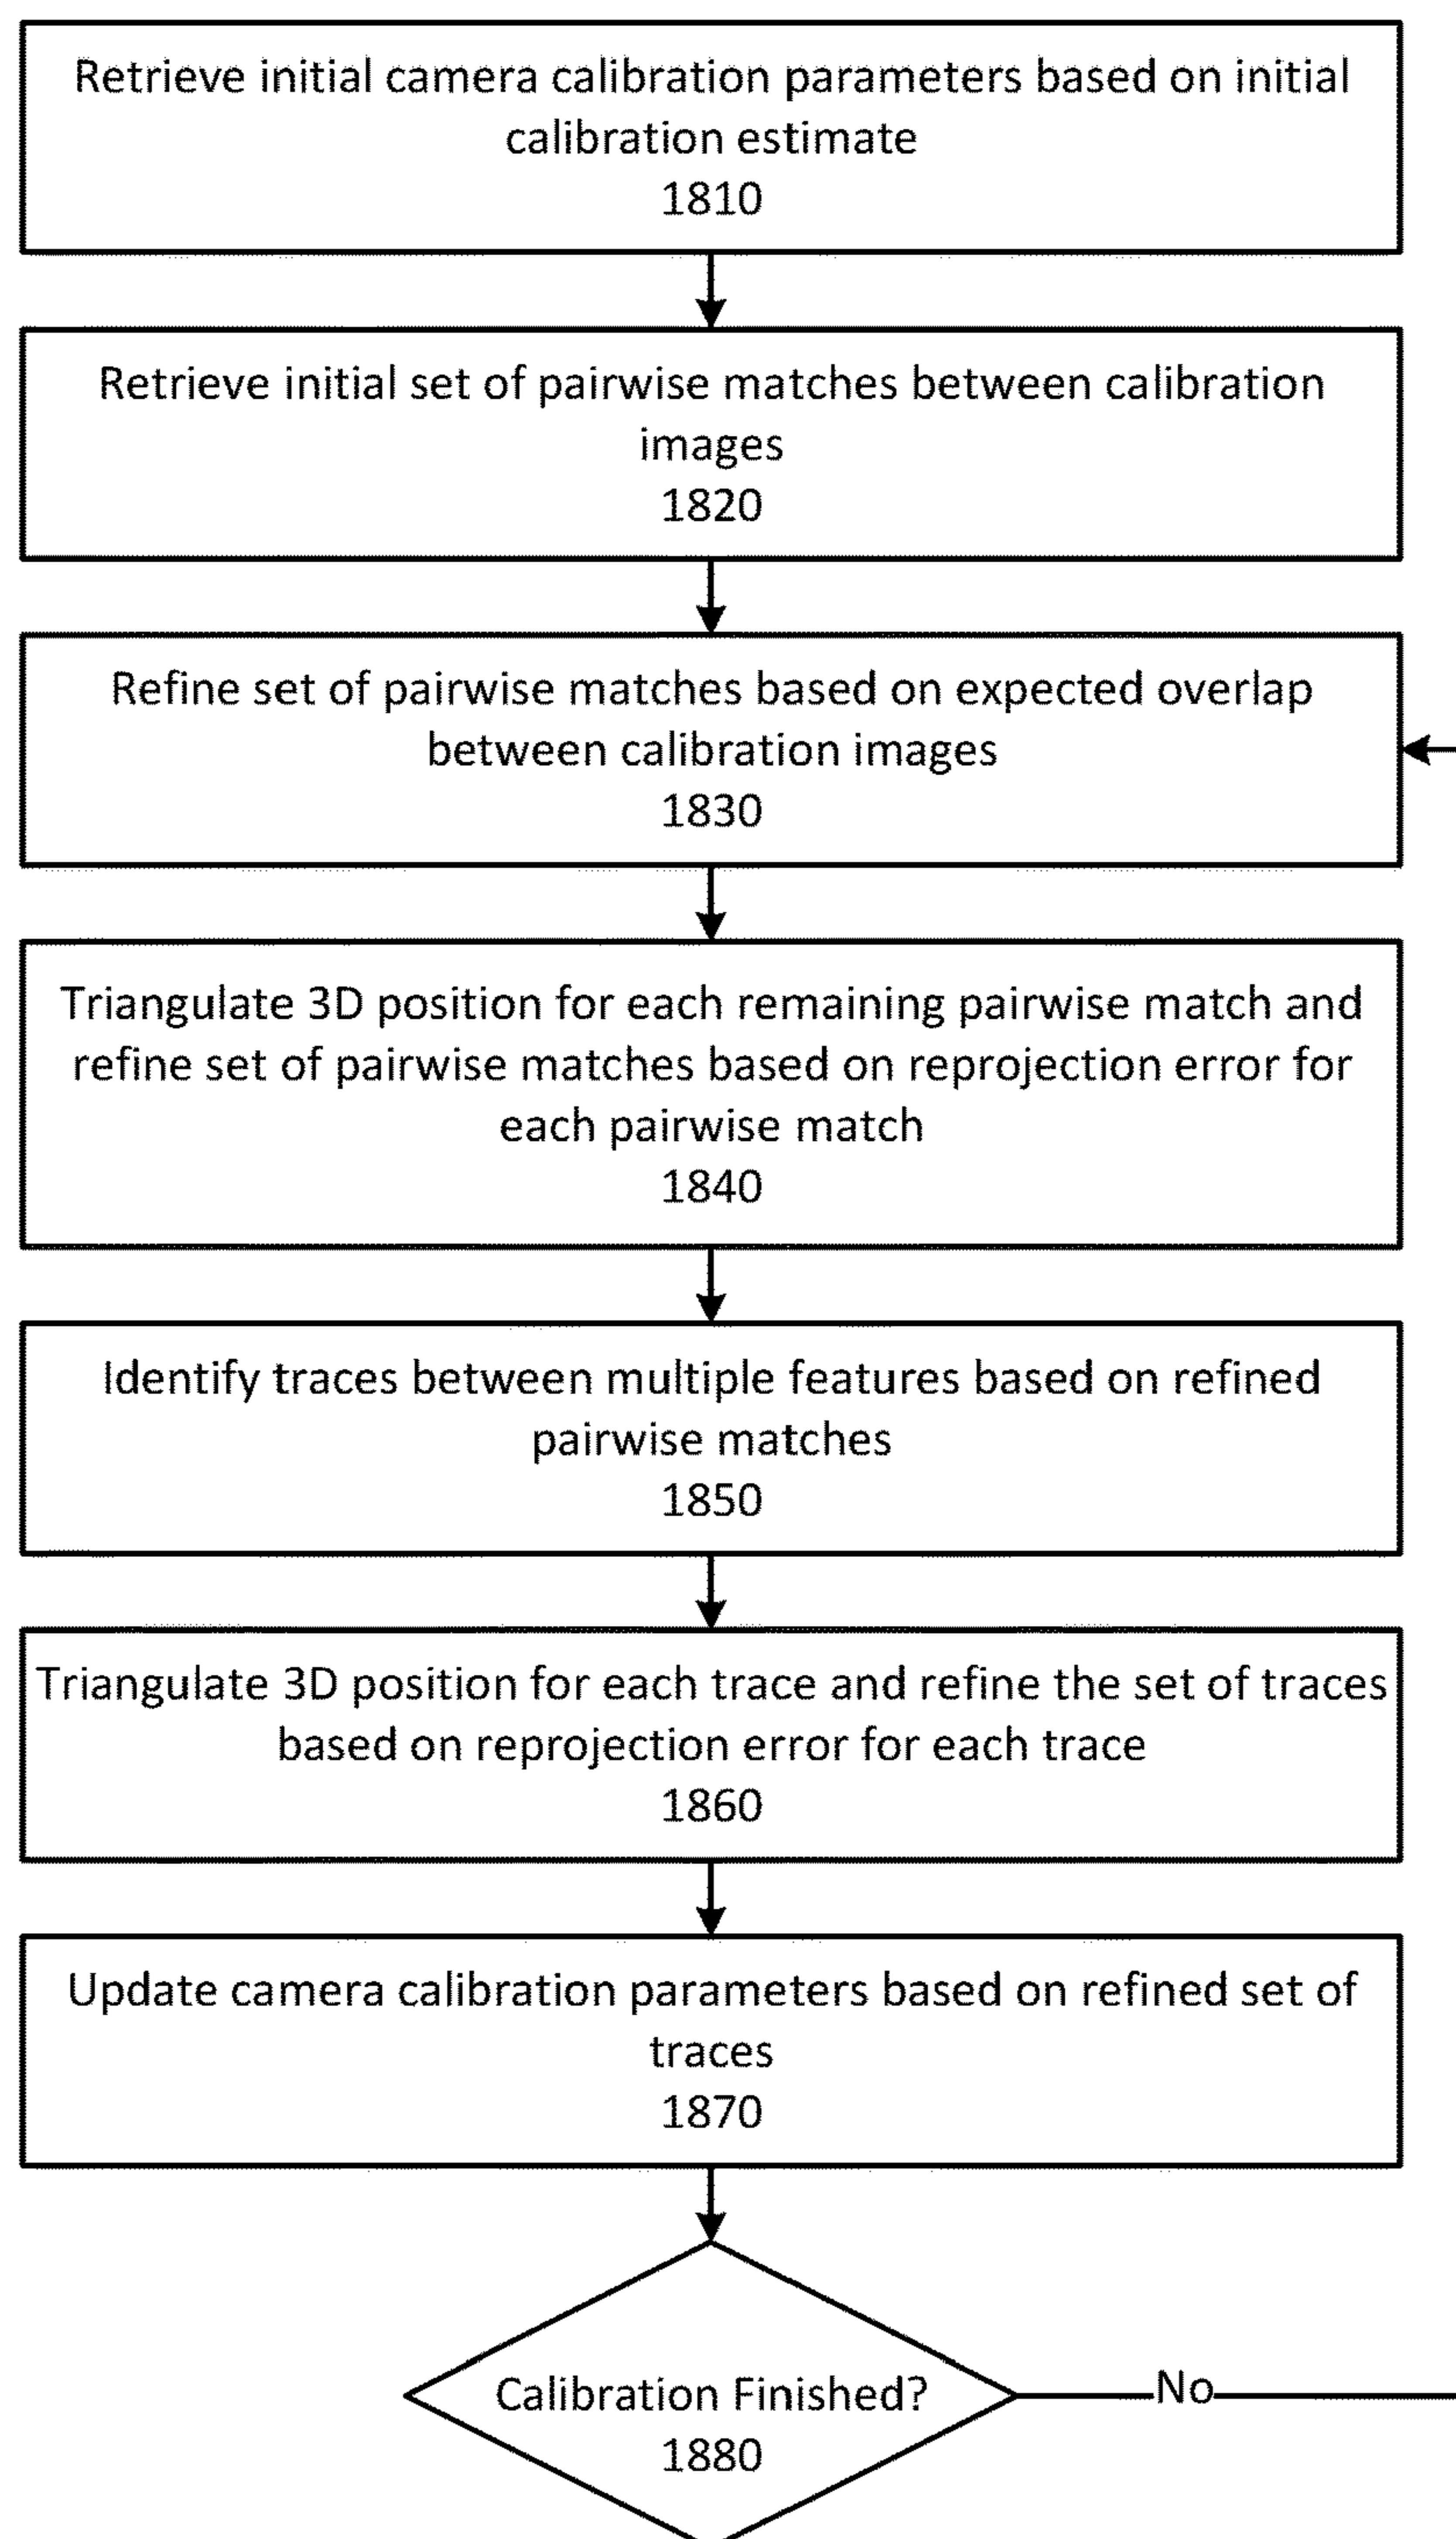 Retrieve initial camera calibration parameters based on initial
calibration estimate
1810
Retrieve initial set of pairwise matches between calibration
images
1820
Refine set of pairwise matches based on expected overlap
between calibration images
1830
Triangulate 3D position for each remaining pairwise match and
refine set of pairwise matches based on reprojection error for
each pairwise match
1840
Identify traces between multiple features based on refined
pairwise matches
1850
Triangulate 3D position for each trace and refine the set of traces
based on reprojection error for each trace
1860
Update camera calibration parameters based on refined set of
traces
1870
Calibration Finished?
1880
No